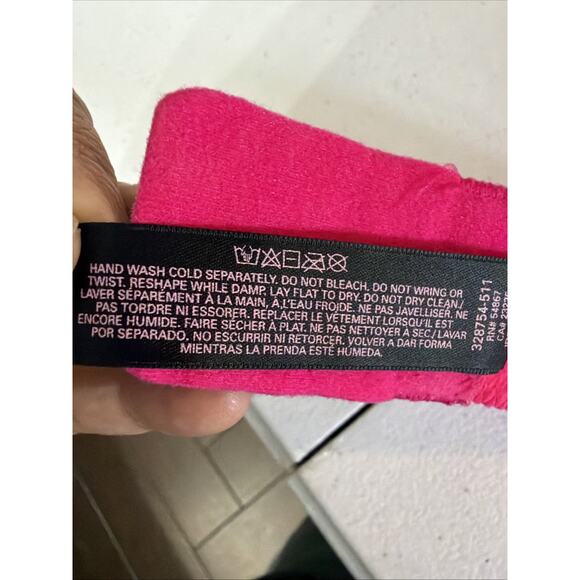 HAND WASH COLD SEPARATELY. DO NOT BLEACH. DO NOT WRING OR
TWIST. RESHAPE WHILE DAMP. LAY FLAT TO DRY. DO NOT DRY CLEAN/
LAVER SÉPARÉMENT À LA MAIN, À L'EAU FROIDE. NE PAS JAVELLISER. NE
PAS TORDRE NI ESSORER. REPLACER LE VÊTEMENT LORSQU'IL EST
ENCORE HUMIDE. FAIRE SÉCHER À PLAT. NE PAS NETTOYER À SEC/LAVAR
POR SEPARADO. NO ESCURRIR NI RETORCER. VOLVER A DAR FORMA
MIENTRAS LA PRENDA ESTÉ HÚMEDA.
328754-511
RN# 54867
CA#